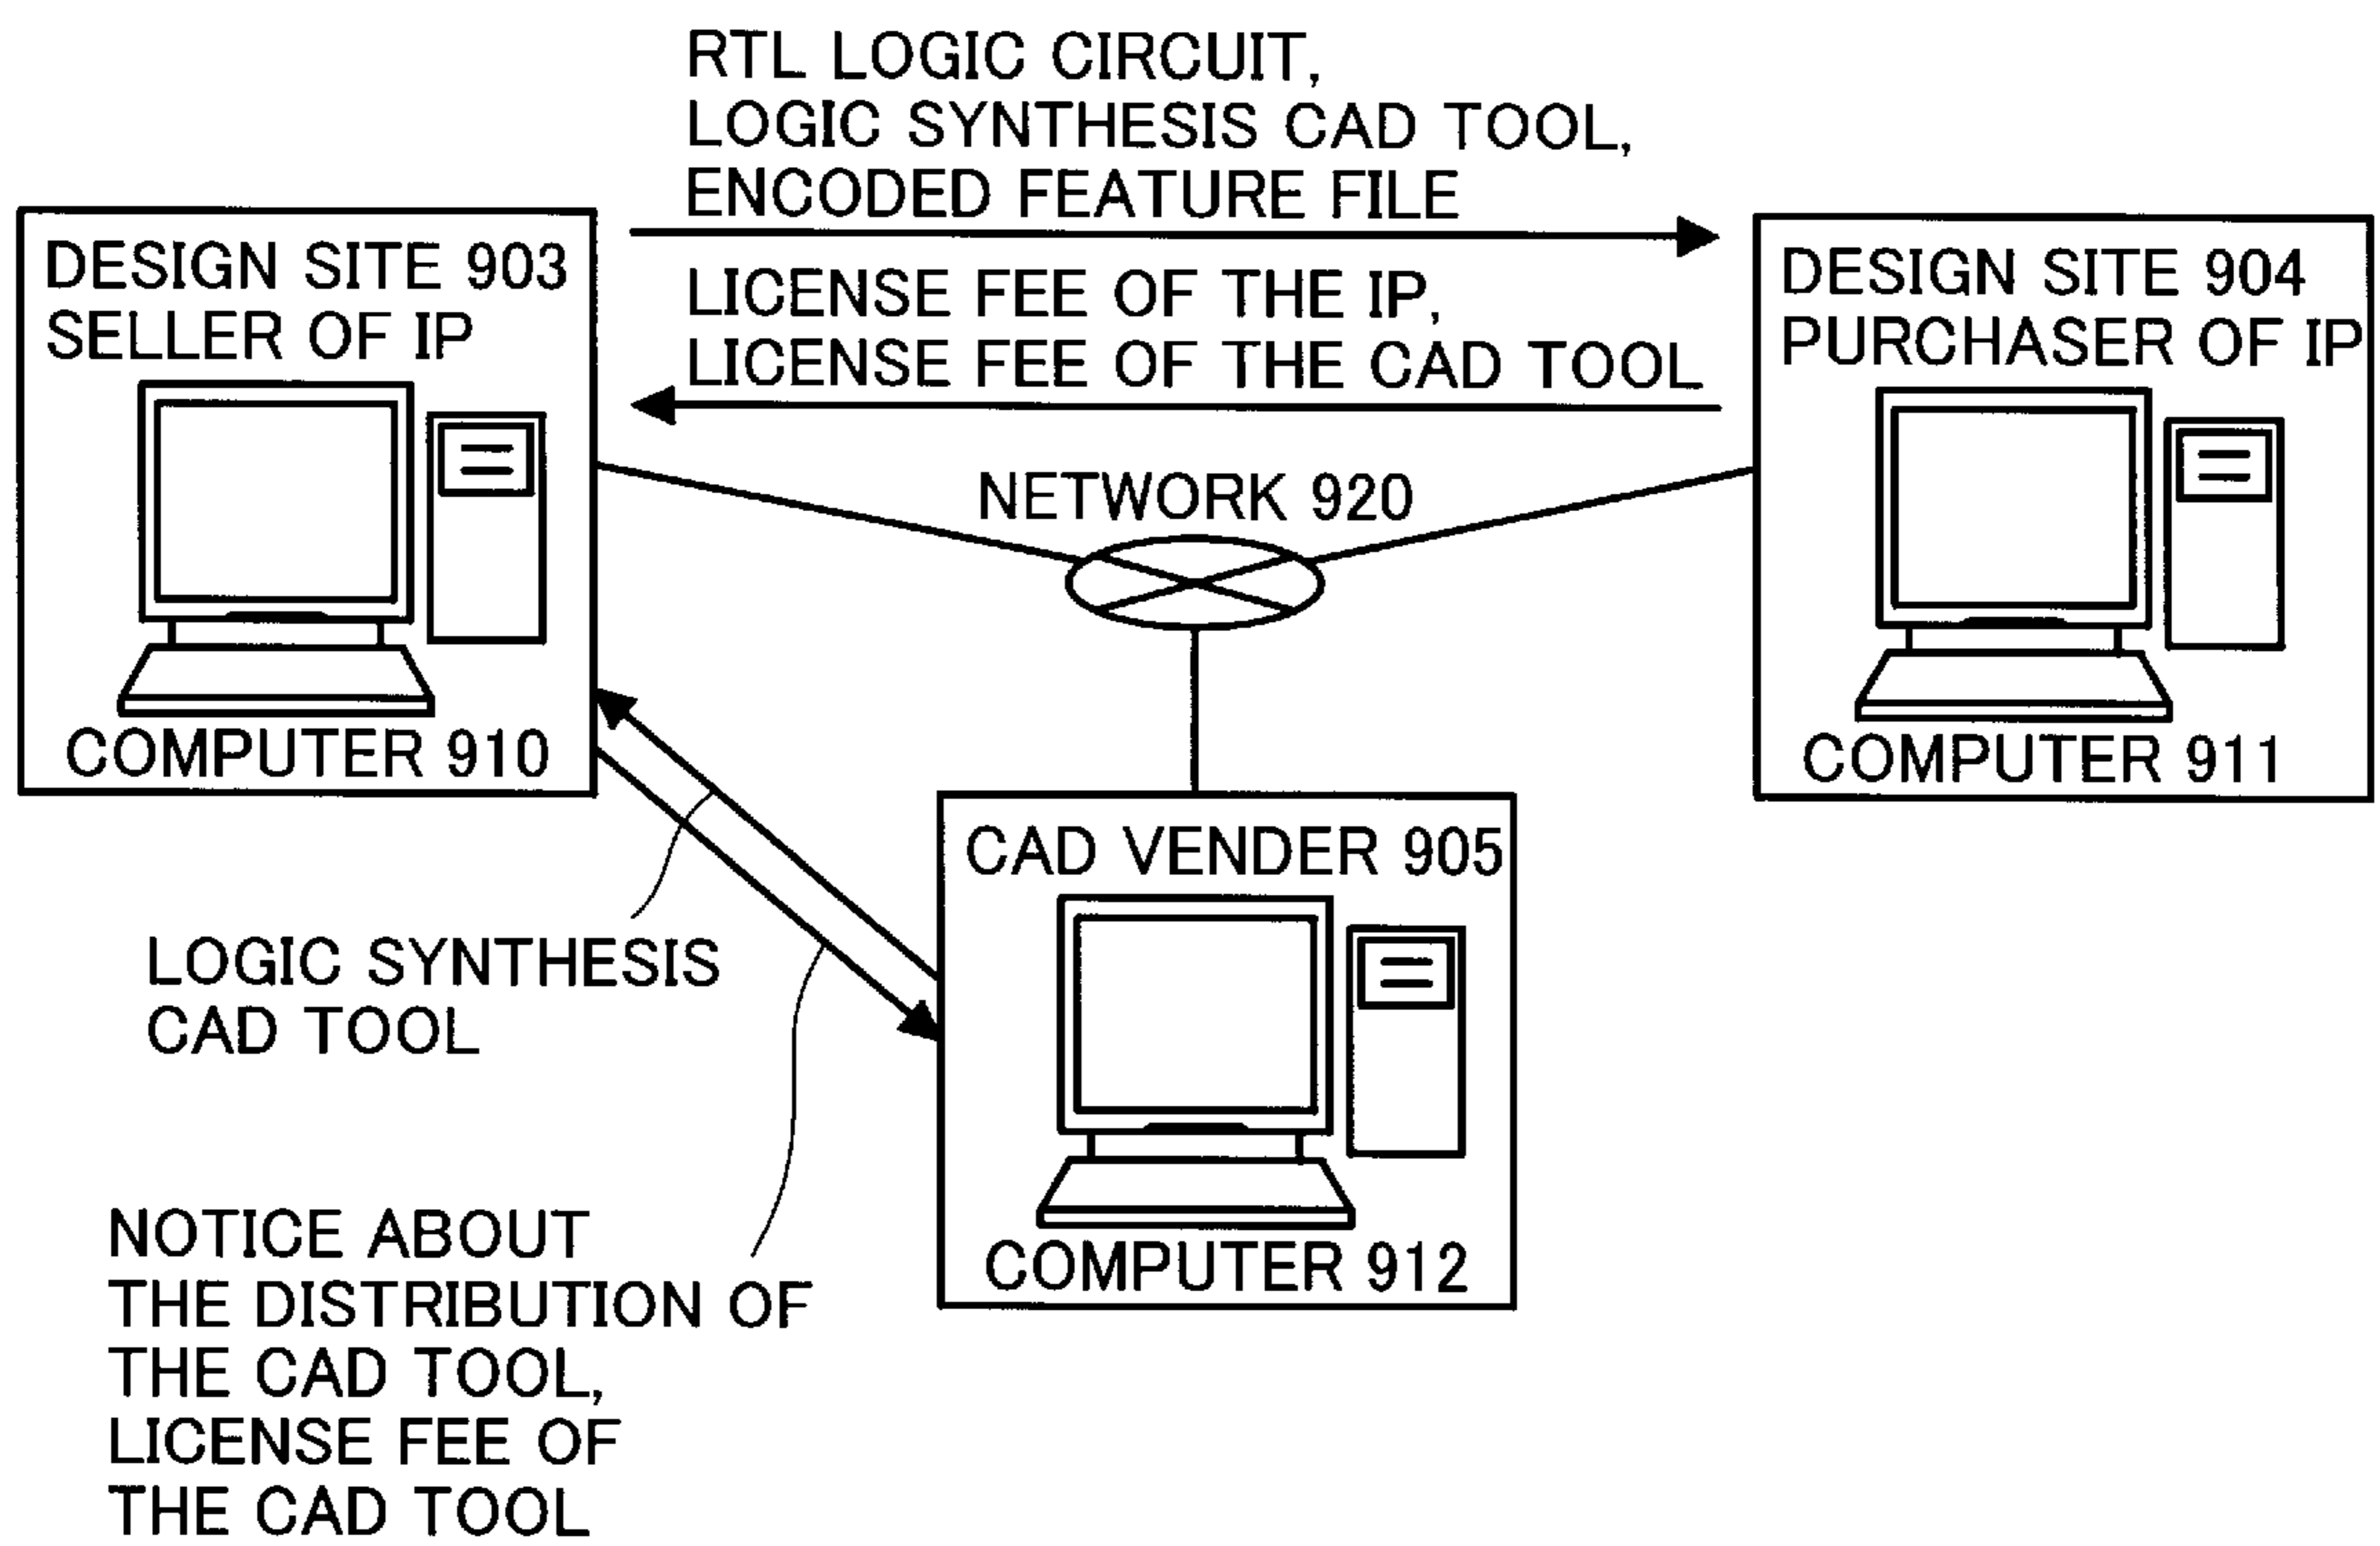 RTL LOGIC CIRCUIT,
LOGIC SYNTHESIS CAD TOOL,
ENCODED FEATURE FILE
DESIGN SITE 903
SELLER OF IP
LICENSE FEE OF THE IP,
LICENSE FEE OF THE CAD TOOL
DESIGN SITE 904
PURCHASER OF IP
NETWORK 920
COMPUTER 910
COMPUTER 911
CAD VENDER 905
LOGIC SYNTHESIS
CAD TOOL
COMPUTER 912
NOTICE ABOUT
THE DISTRIBUTION OF
THE CAD TOOL,
LICENSE FEE OF
THE CAD TOOL